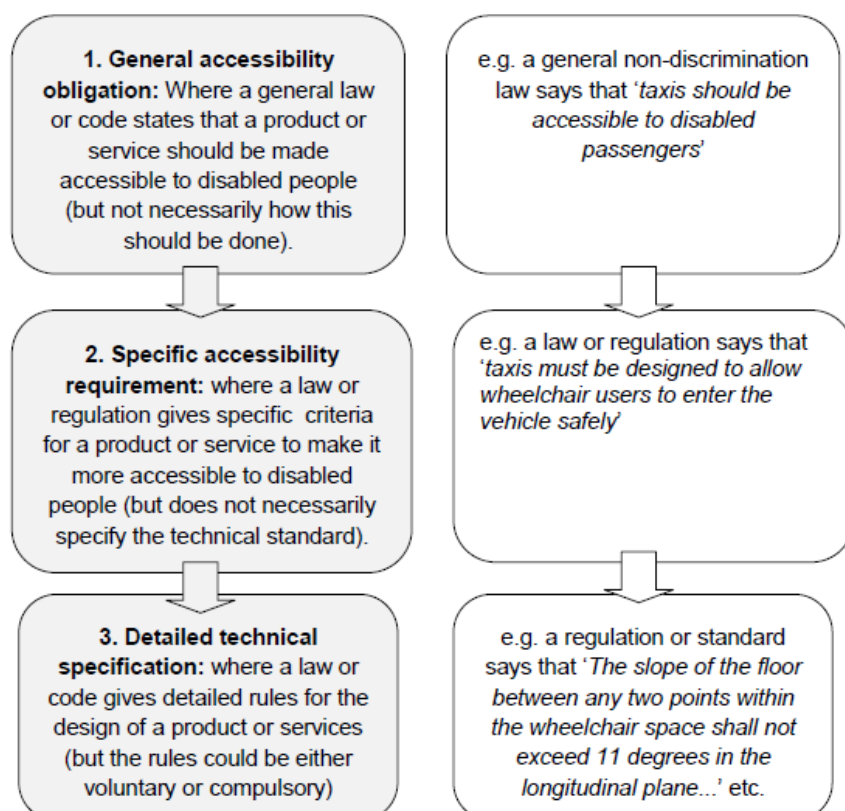 1. General accessibility
obligation: Where a general law
or code states that a product or
service should be made
accessible to disabled people
(but not necessarily how this
should be done).
e.g. a general non-discrimination
law says that ‘taxis should be
accessible to disabled
passengers’
2. Specific accessibility
requirement: where a law or
regulation gives specific criteria
for a product or service to make it
more accessible to disabled
people (but does not necessarily
specify the technical standard).
e.g. a law or regulation says that
‘taxis must be designed to allow
wheelchair users to enter the
vehicle safely’
3. Detailed technical
specification: where a law or
code gives detailed rules for the
design of a product or services
(but the rules could be either
voluntary or compulsory)
e.g. a regulation or standard
says that ‘The slope of the floor
between any two points within
the wheelchair space shall not
exceed 11 degrees in the
longitudinal plane...’ etc.